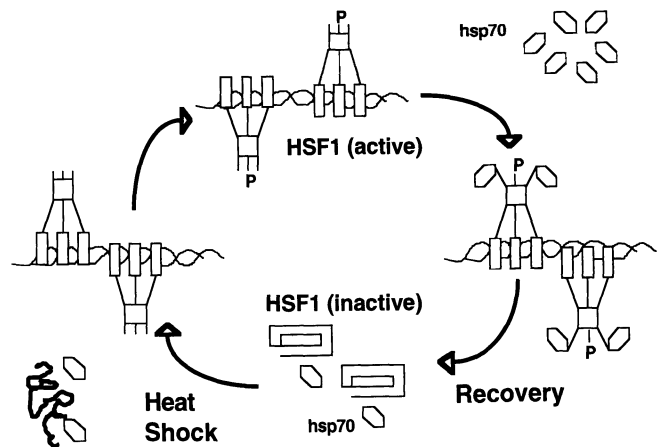 P
hsp70
HSF1 (active)
P
P
HSF1 (inactive)
P
hsp70
Heat
Shock
Recovery